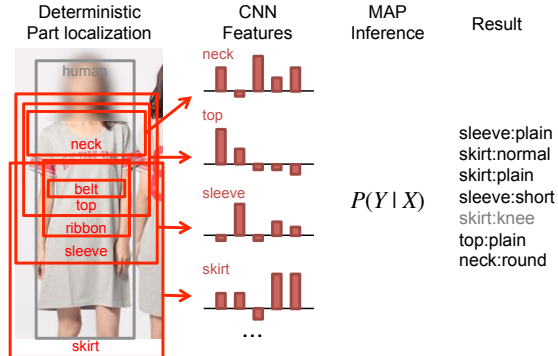 Deterministic
Part localization
CNN
Features
MAP
Inference
Result
human
neck
belt
top
ribbon
sleeve
skirt
neck
top
sleeve
skirt
...
P(Y | X)
sleeve:plain
skirt:normal
skirt:plain
sleeve:short
skirt:knee
top:plain
neck:round